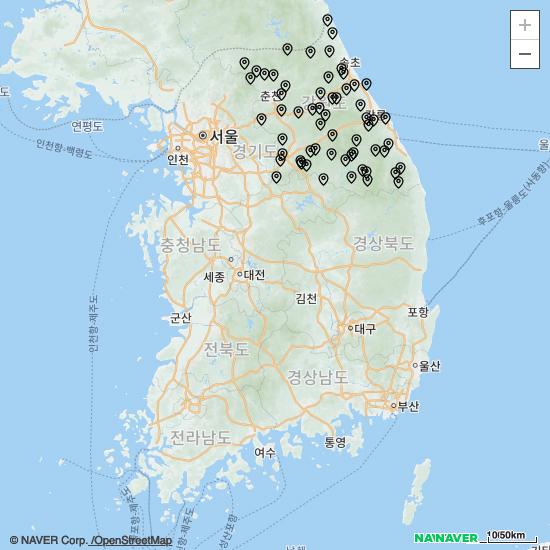 +
−
속초
춘천
강원도
강릉
연평도
서울
인천항-백령도
인천
경기도
울
후포항-울릉도(사동항)
충청남도
경상북도
세종
대전
김천
인천항-제주도
군산
포항
대구
전북도
울산
경상남도
부산
전라남도
통영
여수
© NAVER Corp. /OpenStreetMap
NAVER
10/50km